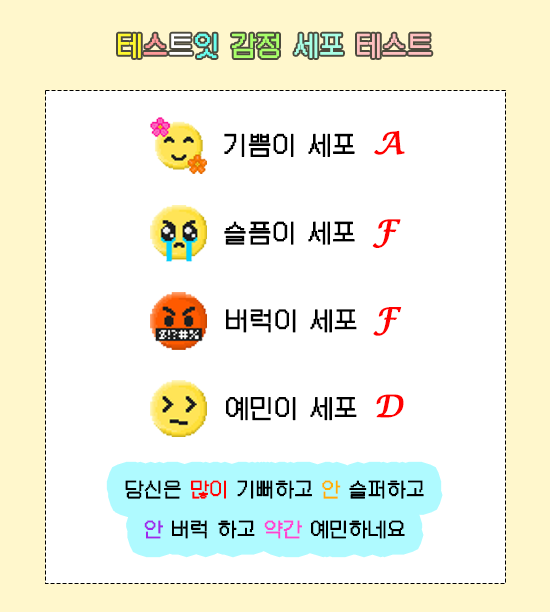 테스트잇 감정 세포 테스트
기쁨이 세포 A
슬픔이 세포 F
버럭이 세포 F
$!?#%
예민이 세포 D
당신은 많이 기뻐하고 안 슬퍼하고
안 버럭 하고 약간 예민하네요